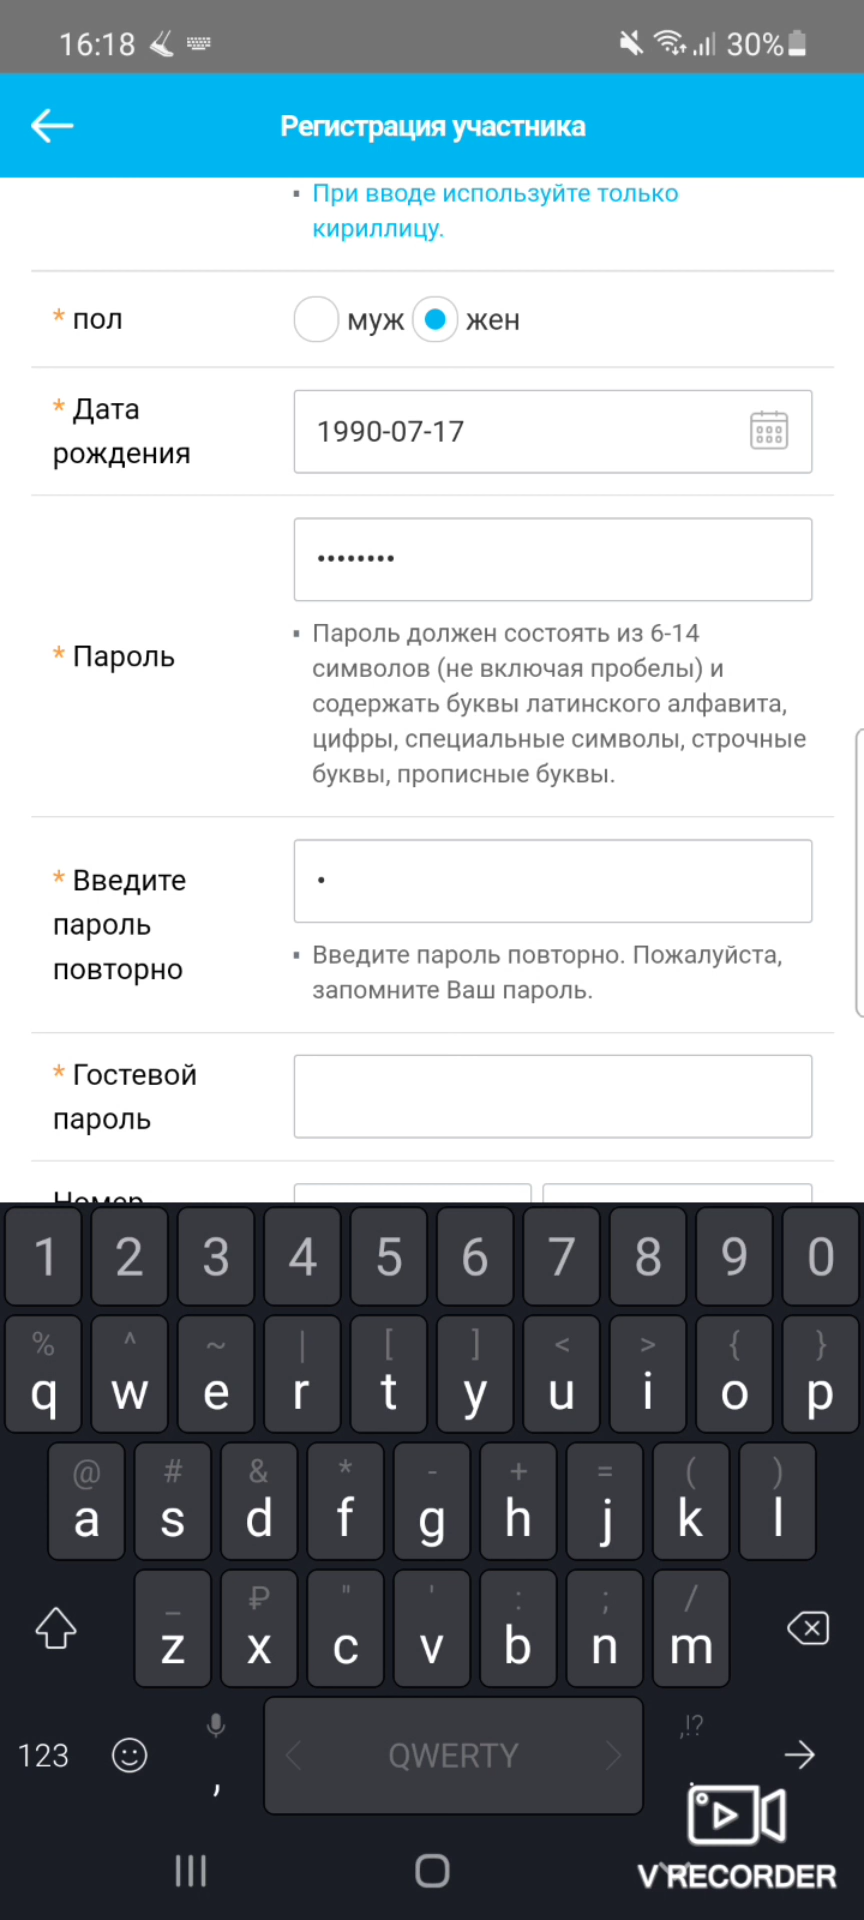 16:18 30%
Регистрация участника
▪ При вводе используйте только
кириллицу.
* пол
муж жен
* Дата
рождения
1990-07-17
••••••••
* Пароль
▪ Пароль должен состоять из 6-14
символов (не включая пробелы) и
содержать буквы латинского алфавита,
цифры, специальные символы, строчные
буквы, прописные буквы.
* Введите
пароль
повторно
•
▪ Введите пароль повторно. Пожалуйста,
запомните Ваш пароль.
* Гостевой
пароль
Номер
1 2 3 4 5 6 7 8 9 0
% ^ ~ | [ ] < > { }
q w e r t y u i o p
@ # & * - + = ( )
a s d f g h j k l
_ ₽ " ' : ; /
z x c v b n m
,!?
123 , QWERTY .
V RECORDER